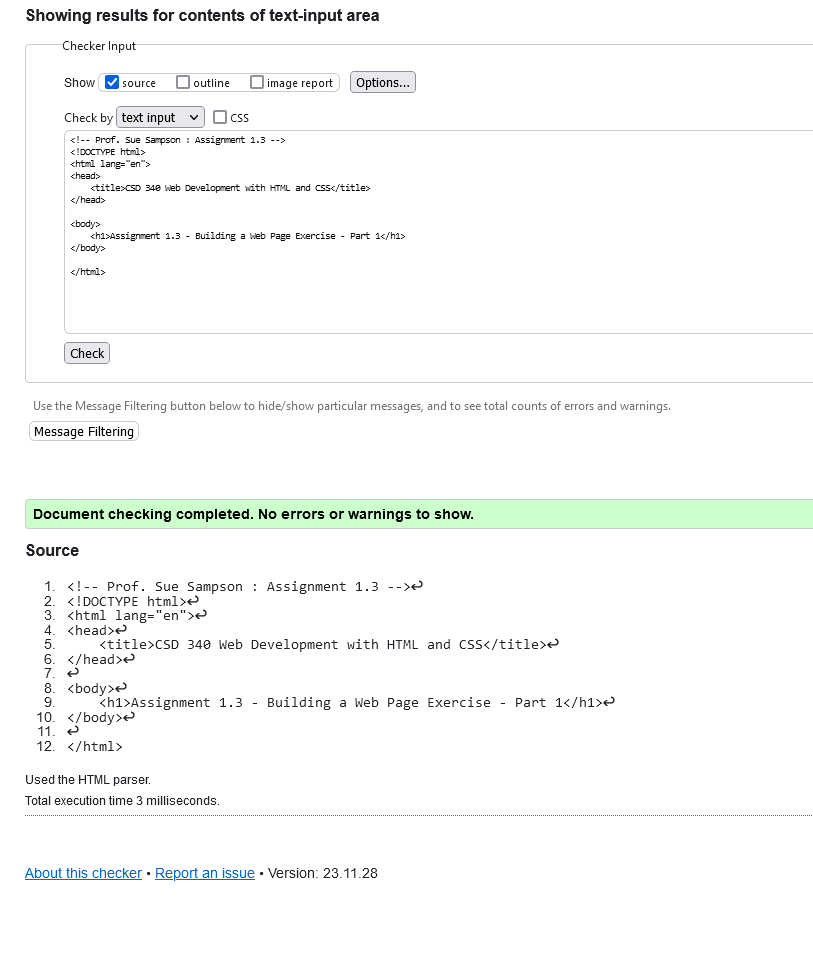 Showing results for contents of text-input area
Checker Input
Show source outline image report Options...
Check by text input CSS
<!-- Prof. Sue Sampson : Assignment 1.3 -->
<!DOCTYPE html>
<html lang="en">
<head>
    <title>CSD 340 Web Development with HTML and CSS</title>
</head>

<body>
    <h1>Assignment 1.3 - Building a Web Page Exercise - Part 1</h1>
</body>

</html>
Check
Use the Message Filtering button below to hide/show particular messages, and to see total counts of errors and warnings.
Message Filtering
Document checking completed. No errors or warnings to show.
Source
1. <!-- Prof. Sue Sampson : Assignment 1.3 -->↩
2. <!DOCTYPE html>↩
3. <html lang="en">↩
4. <head>↩
5.     <title>CSD 340 Web Development with HTML and CSS</title>↩
6. </head>↩
7. ↩
8. <body>↩
9.     <h1>Assignment 1.3 - Building a Web Page Exercise - Part 1</h1>↩
10. </body>↩
11. ↩
12. </html>
Used the HTML parser.
Total execution time 3 milliseconds.
About this checker • Report an issue • Version: 23.11.28